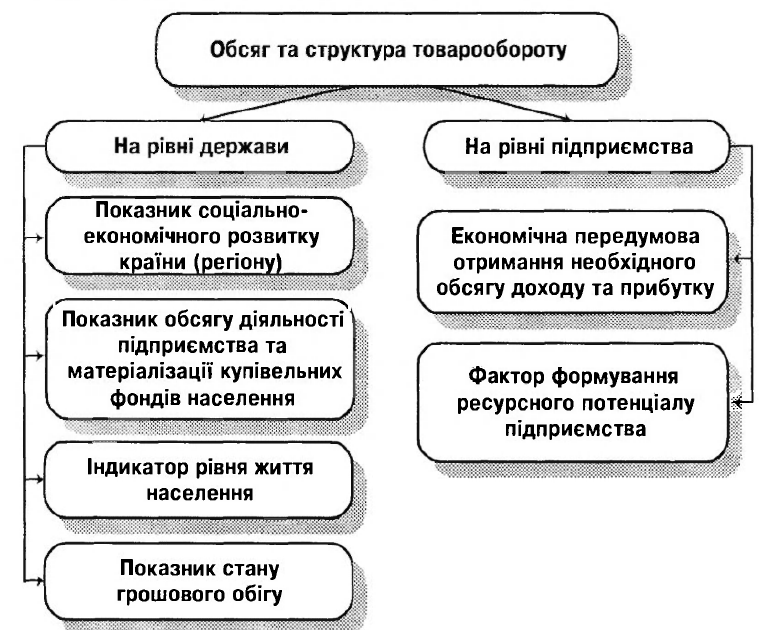 Обсяг та структура товарообороту
На рівні держави
Показник соціально-
економічного розвитку
країни (регіону)
Показник обсягу діяльності
підприємства та
матеріалізації купівельних
фондів населення
Індикатор рівня життя
населення
Показник стану
грошового обігу
На рівні підприємства
Економічна передумова
отримання необхідного
обсягу доходу та прибутку
Фактор формування
ресурсного потенціалу
підприємства